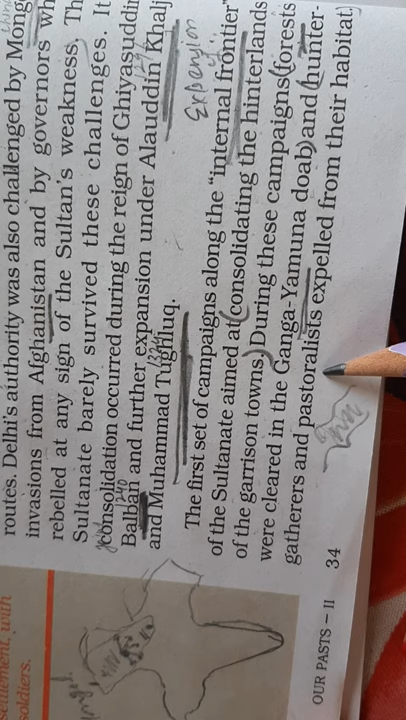 routes. Delhi's authority was also challenged by Mong
invasions from Afghanistan and by governors wh
rebelled at any sign of the Sultan's weakness. Th
Sultanate barely survived these challenges. It
consolidation occurred during the reign of Ghiyasuddin
Balban and further expansion under Alauddin Khalj
and Muhammad Tughluq.
Expansion
1240
1324
The first set of campaigns along the "internal frontier"
of the Sultanate aimed at (consolidating the hinterlands
of the garrison towns.) During these campaigns (forests
were cleared in the Ganga-Yamuna doab) and (hunter-
gatherers and pastoralists expelled from their habitat.)
34
OUR PASTS – II
settlement, with
soldiers.